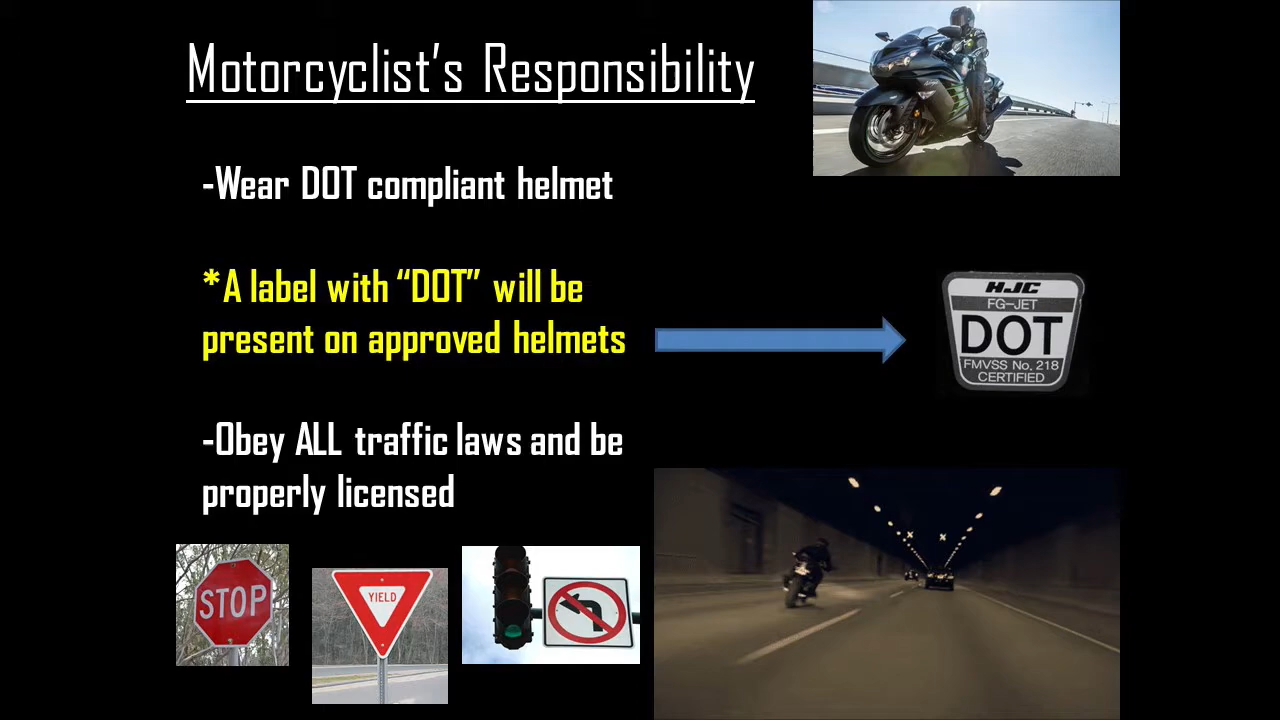 Motorcyclist’s Responsibility
-Wear DOT compliant helmet
*A label with “DOT” will be
present on approved helmets
HJC
FG-JET
DOT
FMVSS No. 218
CERTIFIED
-Obey ALL traffic laws and be
properly licensed
STOP
YIELD